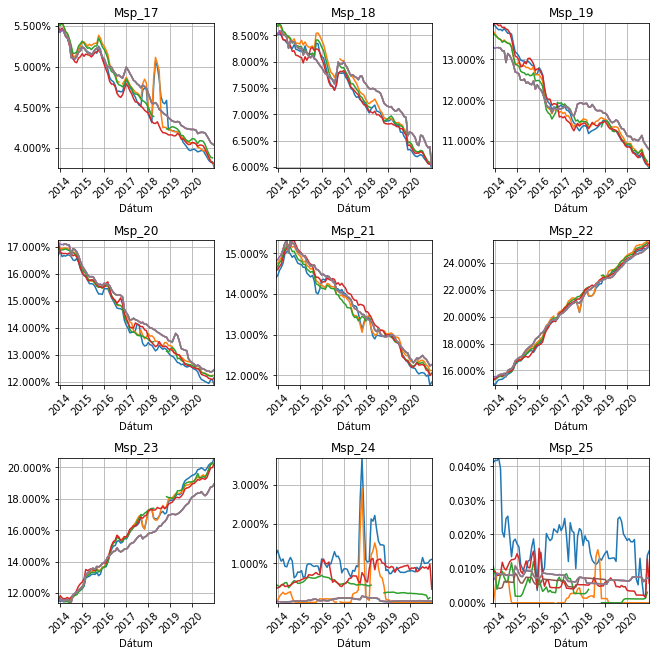 Msp_17 Msp_18 Msp_19
5.500%
5.000%
4.500%
4.000%
2014 2015 2016 2017 2018 2019 2020
Dátum
8.500%
8.000%
7.500%
7.000%
6.500%
6.000%
2014 2015 2016 2017 2018 2019 2020
Dátum
13.000%
12.000%
11.000%
2014 2015 2016 2017 2018 2019 2020
Dátum
Msp_20 Msp_21 Msp_22
17.000%
16.000%
15.000%
14.000%
13.000%
12.000%
2014 2015 2016 2017 2018 2019 2020
Dátum
15.000%
14.000%
13.000%
12.000%
2014 2015 2016 2017 2018 2019 2020
Dátum
24.000%
22.000%
20.000%
18.000%
16.000%
2014 2015 2016 2017 2018 2019 2020
Dátum
Msp_23 Msp_24 Msp_25
20.000%
18.000%
16.000%
14.000%
12.000%
2014 2015 2016 2017 2018 2019 2020
Dátum
3.000%
2.000%
1.000%
2014 2015 2016 2017 2018 2019 2020
Dátum
0.040%
0.030%
0.020%
0.010%
0.000%
2014 2015 2016 2017 2018 2019 2020
Dátum